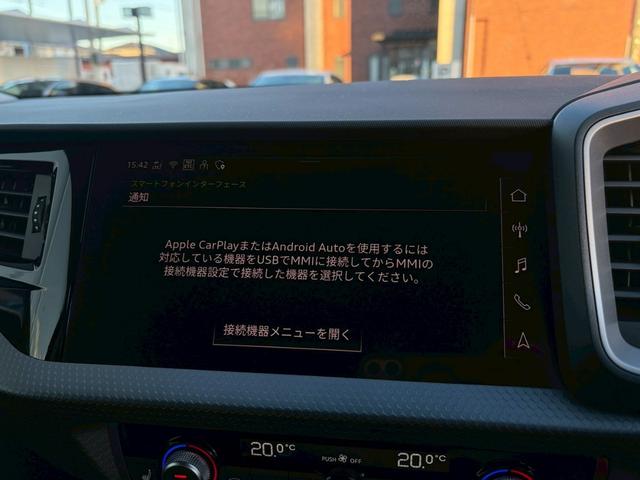 15:42
スマートフォンインターフェース
通知
Apple CarPlayまたはAndroid Autoを使用するには
対応している機器をUSBでMMIに接続してからMMIの
接続機器設定で接続した機器を選択してください。
接続機器メニューを開く
20.0°C
PUSH OFF
20.0°C